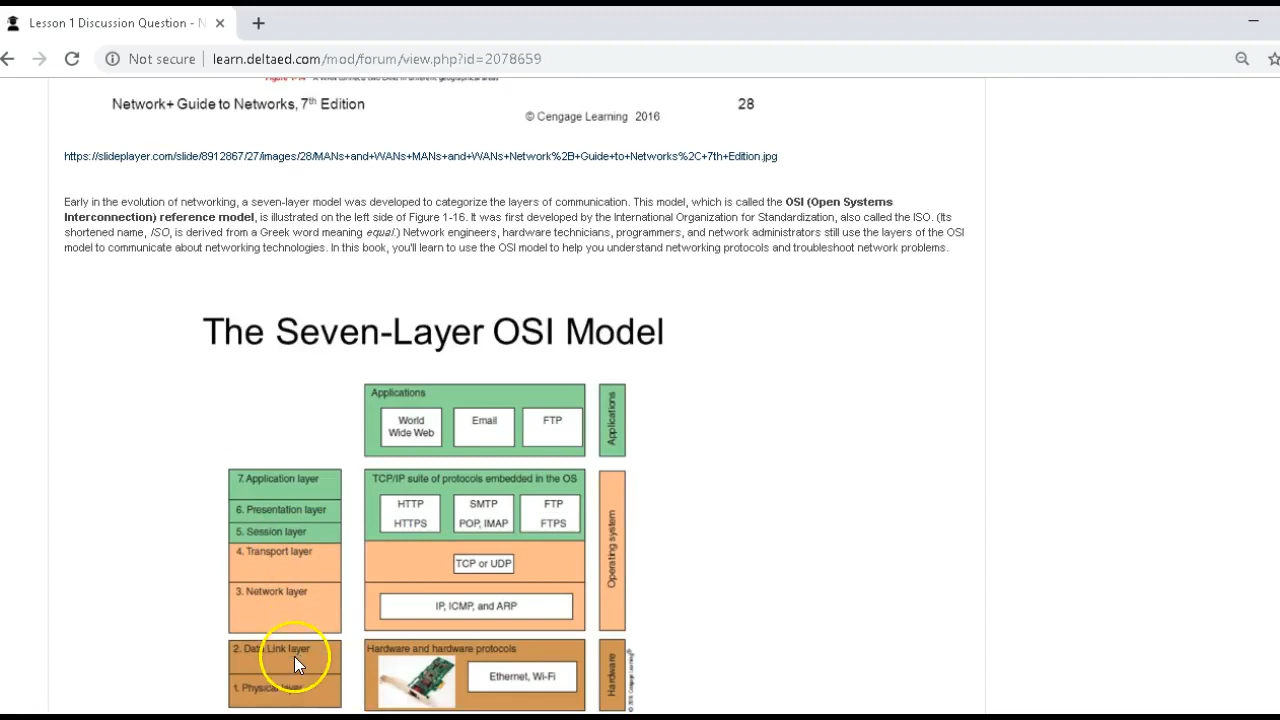 Lesson 1 Discussion Question - N
Not secure | learn.deltaed.com/mod/forum/view.php?id=2078659
Network+ Guide to Networks, 7th Edition 28
© Cengage Learning 2016
https://slideplayer.com/slide/8912867/27/images/28/MANs+and+WANs+MANs+and+WANs+Network%2B+Guide+to+Networks%2C+7th+Edition.jpg
Early in the evolution of networking, a seven-layer model was developed to categorize the layers of communication. This model, which is called the OSI (Open Systems
Interconnection) reference model, is illustrated on the left side of Figure 1-16. It was first developed by the International Organization for Standardization, also called the ISO. (Its
shortened name, ISO, is derived from a Greek word meaning equal.) Network engineers, hardware technicians, programmers, and network administrators still use the layers of the OSI
model to communicate about networking technologies. In this book, you'll learn to use the OSI model to help you understand networking protocols and troubleshoot network problems.
The Seven-Layer OSI Model
Applications
World
Wide Web
Email
FTP
Applications
7. Application layer
6. Presentation layer
5. Session layer
4. Transport layer
3. Network layer
TCP/IP suite of protocols embedded in the OS
HTTP
HTTPS
SMTP
POP, IMAP
FTP
FTPS
TCP or UDP
IP, ICMP, and ARP
Operating system
2. Data Link layer
1. Physical layer
Hardware and hardware protocols
Ethernet, Wi-Fi
Hardware
© 2016 Cengage Learning®